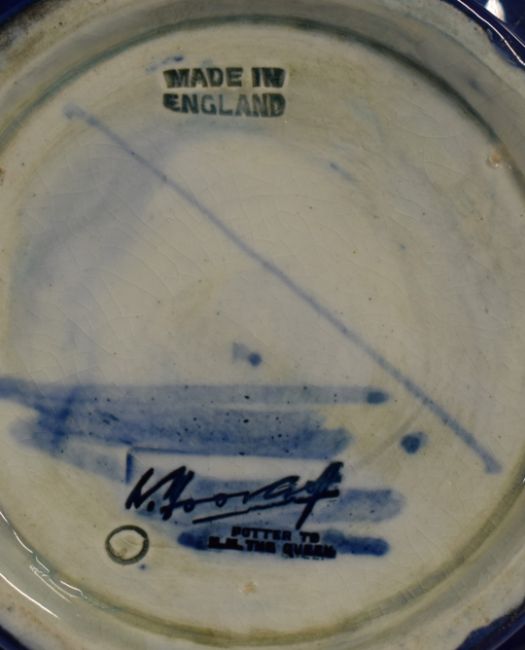 MADE IN
ENGLAND
W. Moorcroft
POTTER TO
H.M. THE QUEEN